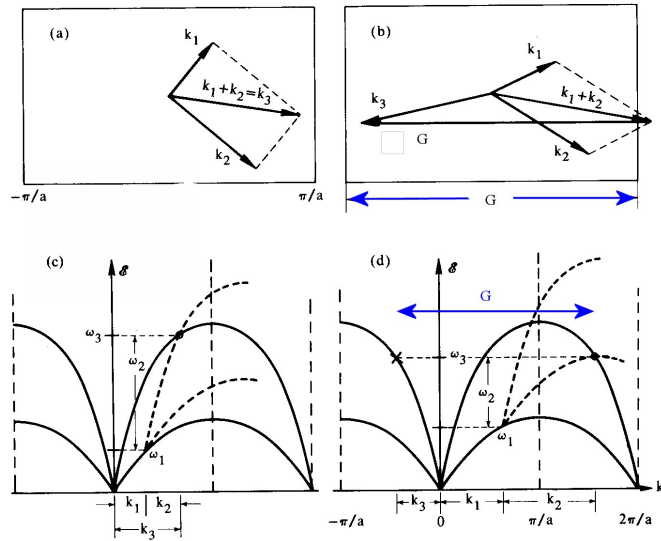 (a)
k₁
k₁+k₂=k₃
k₂
−π/a π/a
(b)
k₁
k₃
k₁+k₂
G
k₂
G
(c)
ℰ
ω₃
ω₂
ω₁
k₁ k₂
k₃
(d)
ℰ
G
ω₃
ω₂
ω₁
k
k₃ k₁ k₂
−π/a 0 π/a 2π/a